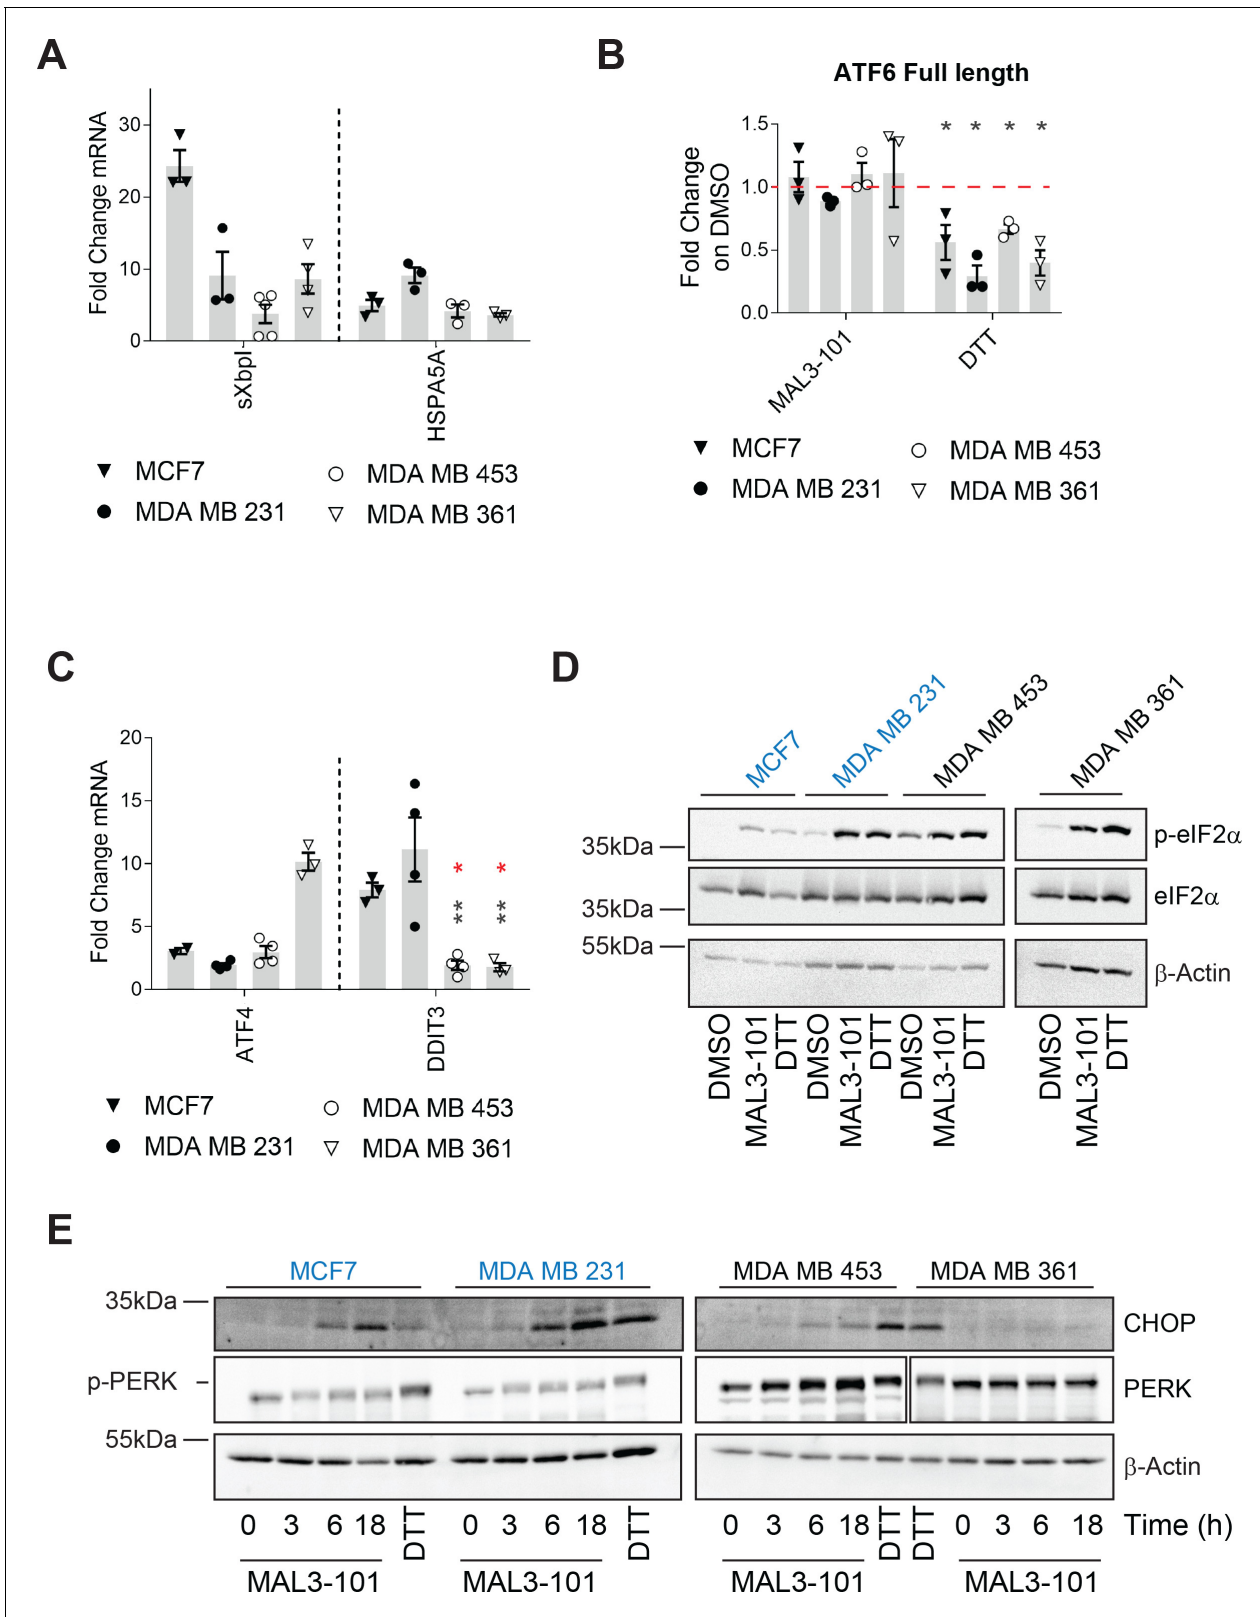 A
Fold Change mRNA
30
20
10
0
sXbpI
HSPA5A
MCF7
MDA MB 231
MDA MB 453
MDA MB 361
B
ATF6 Full length
Fold Change
on DMSO
1.5
1.0
0.5
0.0
* * * *
MAL3-101
DTT
MCF7
MDA MB 231
MDA MB 453
MDA MB 361
C
Fold Change mRNA
20
15
10
5
0
* *
** **
ATF4
DDIT3
MCF7
MDA MB 231
MDA MB 453
MDA MB 361
D
MCF7
MDA MB 231
MDA MB 453
MDA MB 361
35kDa
p-eIF2α
35kDa
eIF2α
55kDa
β-Actin
DMSO
MAL3-101
DTT
DMSO
MAL3-101
DTT
DMSO
MAL3-101
DTT
DMSO
MAL3-101
DTT
E
MCF7 MDA MB 231 MDA MB 453 MDA MB 361
35kDa
CHOP
p-PERK
PERK
55kDa
β-Actin
0 3 6 18 DTT 0 3 6 18 DTT 0 3 6 18 DTT DTT 0 3 6 18 Time (h)
MAL3-101 MAL3-101 MAL3-101 MAL3-101